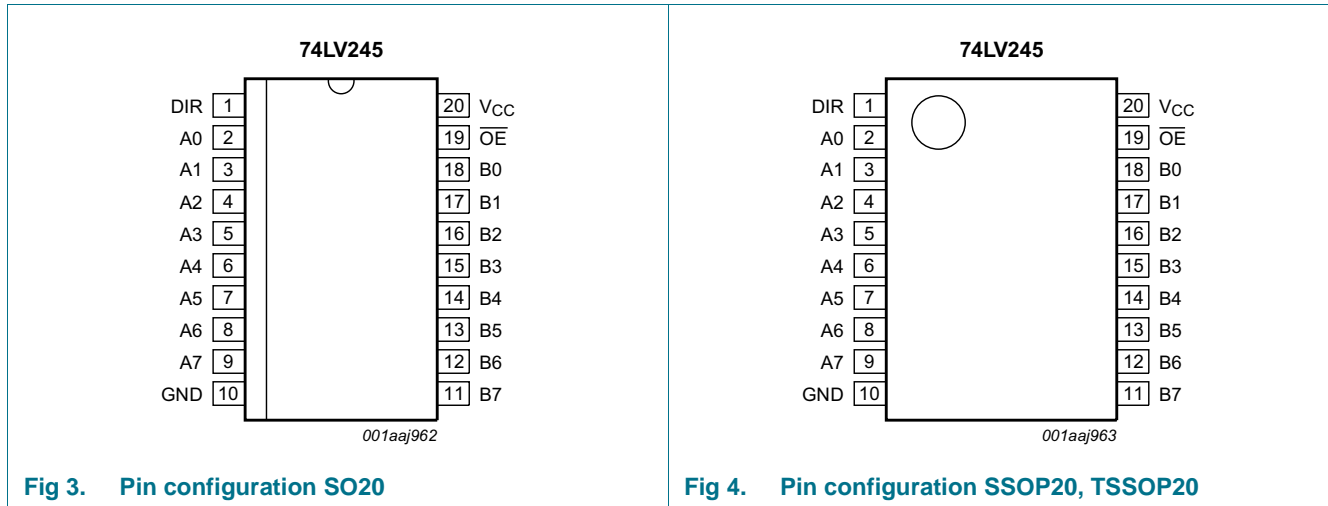 74LV245
DIR 1 20 VCC
A0 2 19 O̅E̅
A1 3 18 B0
A2 4 17 B1
A3 5 16 B2
A4 6 15 B3
A5 7 14 B4
A6 8 13 B5
A7 9 12 B6
GND 10 11 B7
001aaj962
Fig 3. Pin configuration SO20
74LV245
DIR 1 20 VCC
A0 2 19 O̅E̅
A1 3 18 B0
A2 4 17 B1
A3 5 16 B2
A4 6 15 B3
A5 7 14 B4
A6 8 13 B5
A7 9 12 B6
GND 10 11 B7
001aaj963
Fig 4. Pin configuration SSOP20, TSSOP20